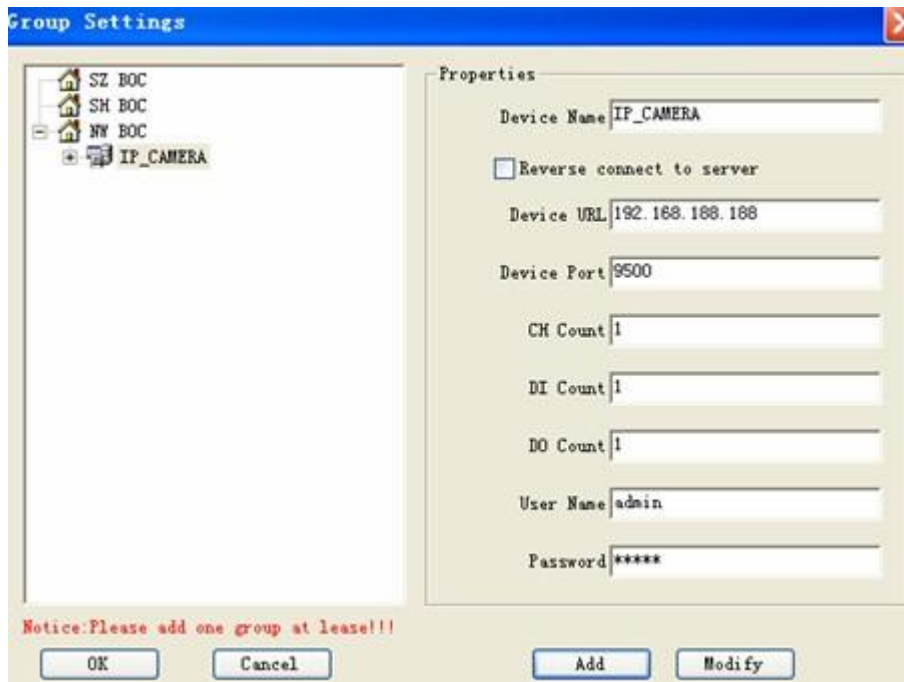 Group Settings
SZ BOC
SH BOC
NW BOC
IP_CAMERA
Properties
Device Name IP_CAMERA
Reverse connect to server
Device URL 192.168.188.188
Device Port 9500
CH Count 1
DI Count 1
DO Count 1
User Name admin
Password *****
Notice:Please add one group at lease!!!
OK Cancel Add Modify